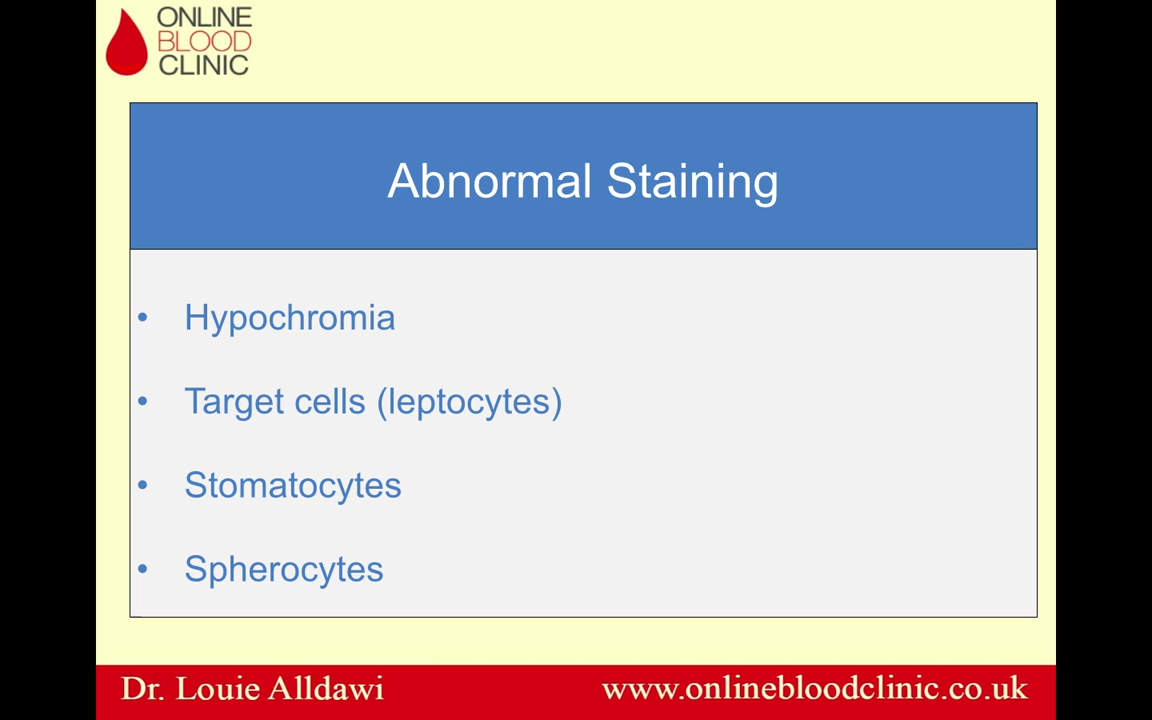 ONLINE
BLOOD
CLINIC
Abnormal Staining
• Hypochromia
• Target cells (leptocytes)
• Stomatocytes
• Spherocytes
Dr. Louie Alldawi
www.onlinebloodclinic.co.uk